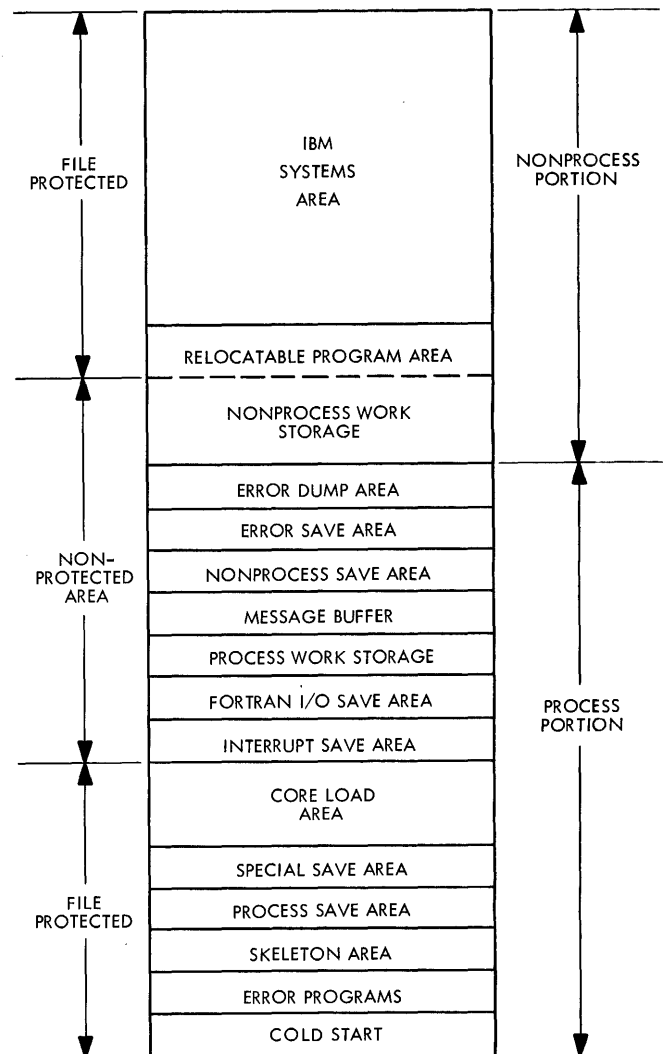 IBM
SYSTEMS
AREA
FILE
PROTECTED
NONPROCESS
PORTION
RELOCATABLE PROGRAM AREA
NONPROCESS WORK
STORAGE
ERROR DUMP AREA
ERROR SAVE AREA
NON-
PROTECTED
AREA
NONPROCESS SAVE AREA
MESSAGE BUFFER
PROCESS WORK STORAGE
FORTRAN I/O SAVE AREA
PROCESS
PORTION
INTERRUPT SAVE AREA
CORE LOAD
AREA
SPECIAL SAVE AREA
FILE
PROTECTED
PROCESS SAVE AREA
SKELETON AREA
ERROR PROGRAMS
COLD START